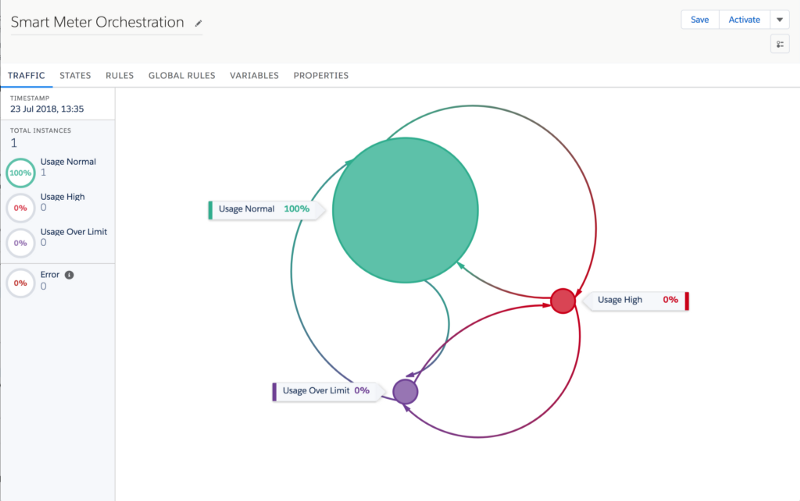 Smart Meter Orchestration
Save
Activate
TRAFFIC STATES RULES GLOBAL RULES VARIABLES PROPERTIES
TIMESTAMP
23 Jul 2018, 13:35
TOTAL INSTANCES
1
100% Usage Normal
1
0% Usage High
0
0% Usage Over Limit
0
0% Error i
0
Usage Normal 100%
Usage High 0%
Usage Over Limit 0%